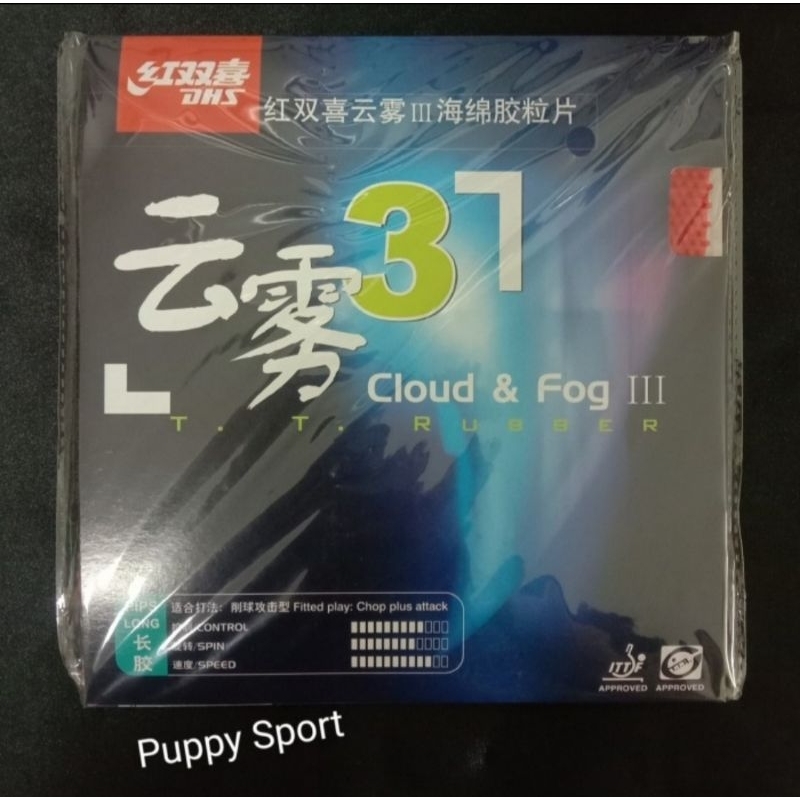 红双喜
DHS
红双喜云雾III海绵胶粒片
云雾3
Cloud & Fog III
T. T. RUBBER
PIPS LONG 长胶
适合打法: 削球攻击型 Fitted play: Chop plus attack
控制/CONTROL
旋转/SPIN
速度/SPEED
ITTF
APPROVED
APPROVED
Puppy Sport